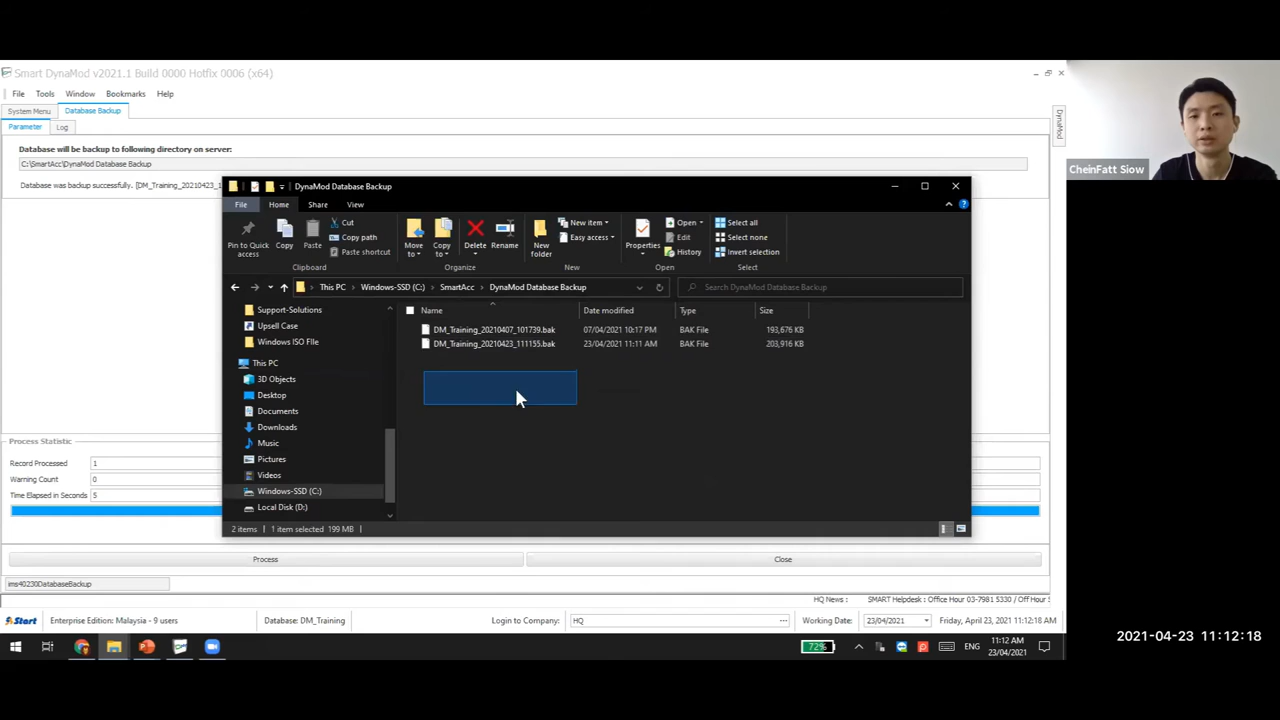 Smart DynaMod v2021.1 Build 0000 Hotfix 0006 (x64)
File Tools Window Bookmarks Help
System Menu Database Backup
Parameter Log
DynaMod
Database will be backup to following directory on server:
C:\SmartAcc\DynaMod Database Backup
Database was backup successfully. [DM_Training_20210423_1
CheinFatt Siow
DynaMod Database Backup
File Home Share View
Pin to Quick access
Copy
Paste
Cut
Copy path
Paste shortcut
Clipboard
Move to
Copy to
Delete
Rename
Organize
New folder
New item
Easy access
New
Properties
Open
Edit
History
Open
Select all
Select none
Invert selection
Select
This PC Windows-SSD (C:) SmartAcc DynaMod Database Backup
Search DynaMod Database Backup
Support-Solutions
Upsell Case
Windows ISO FIle
This PC
3D Objects
Desktop
Documents
Downloads
Music
Pictures
Videos
Windows-SSD (C:)
Local Disk (D:)
Name Date modified Type Size
DM_Training_20210407_101739.bak 07/04/2021 10:17 PM BAK File 193,676 KB
DM_Training_20210423_111155.bak 23/04/2021 11:11 AM BAK File 203,916 KB
2 items 1 item selected 199 MB
Process Statistic
Record Processed 1
Warning Count 0
Time Elapsed in Seconds 5
Process Close
ims40230DatabaseBackup
HQ News : SMART Helpdesk : Office Hour 03-7981 5330 / Off Hour
Start Enterprise Edition: Malaysia - 9 users Database: DM_Training Login to Company: HQ Working Date: 23/04/2021 Friday, April 23, 2021 11:12:18 AM
72% ENG 11:12 AM
23/04/2021
2021-04-23 11:12:18